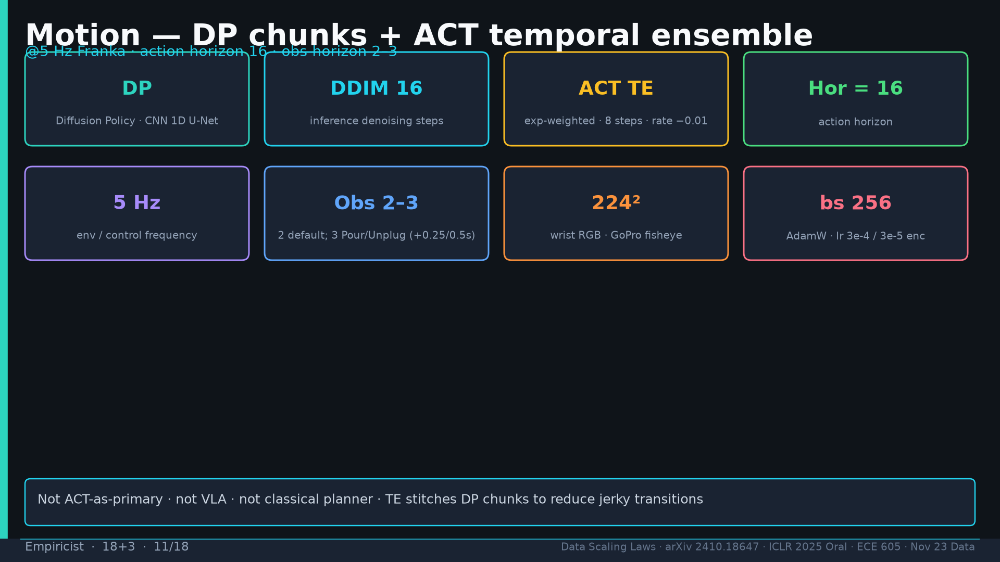 Motion — DP chunks + ACT temporal ensemble
@5 Hz Franka · action horizon 16 · obs horizon 2–3
DP
Diffusion Policy · CNN 1D U-Net
DDIM 16
inference denoising steps
ACT TE
exp-weighted · 8 steps · rate −0.01
Hor = 16
action horizon
5 Hz
env / control frequency
Obs 2–3
2 default; 3 Pour/Unplug (+0.25/0.5s)
224²
wrist RGB · GoPro fisheye
bs 256
AdamW · lr 3e-4 / 3e-5 enc
Not ACT-as-primary · not VLA · not classical planner · TE stitches DP chunks to reduce jerky transitions
Empiricist · 18+3 · 11/18
Data Scaling Laws · arXiv 2410.18647 · ICLR 2025 Oral · ECE 605 · Nov 23 Data